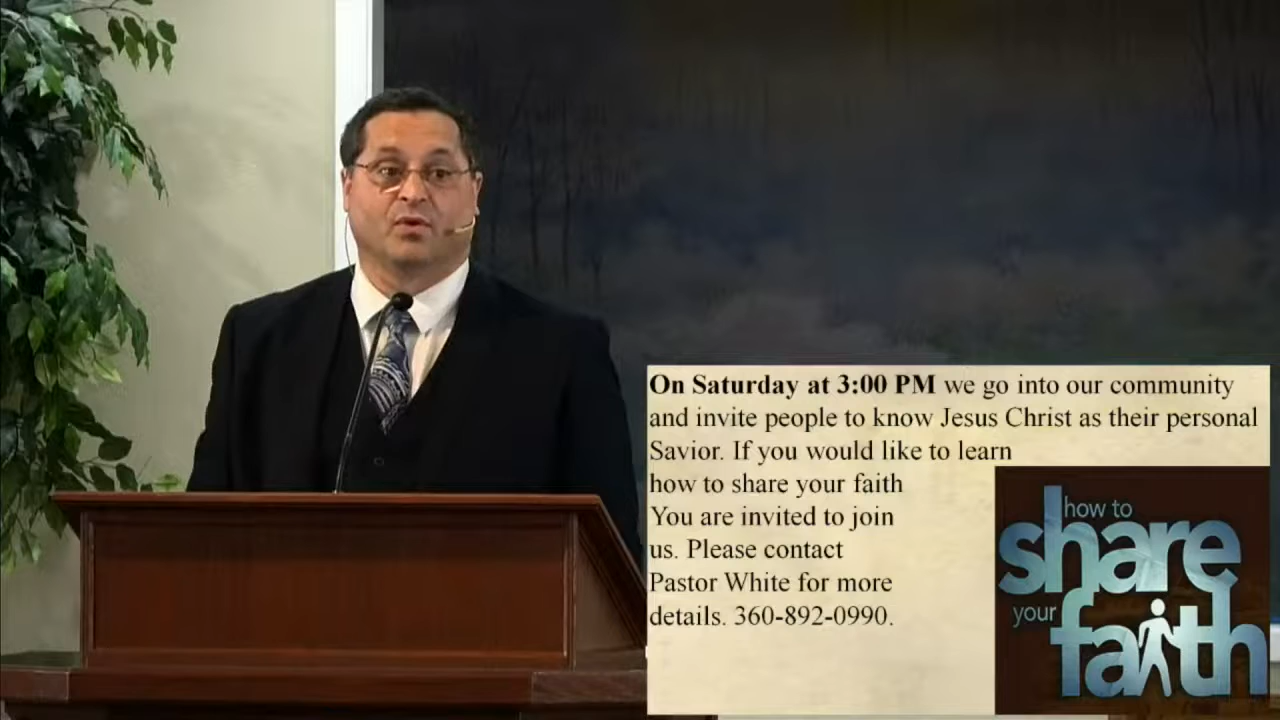 On Saturday at 3:00 PM we go into our community
and invite people to know Jesus Christ as their personal
Savior. If you would like to learn
how to share your faith
You are invited to join
us. Please contact
Pastor White for more
details. 360-892-0990.
how to
share
your
faith